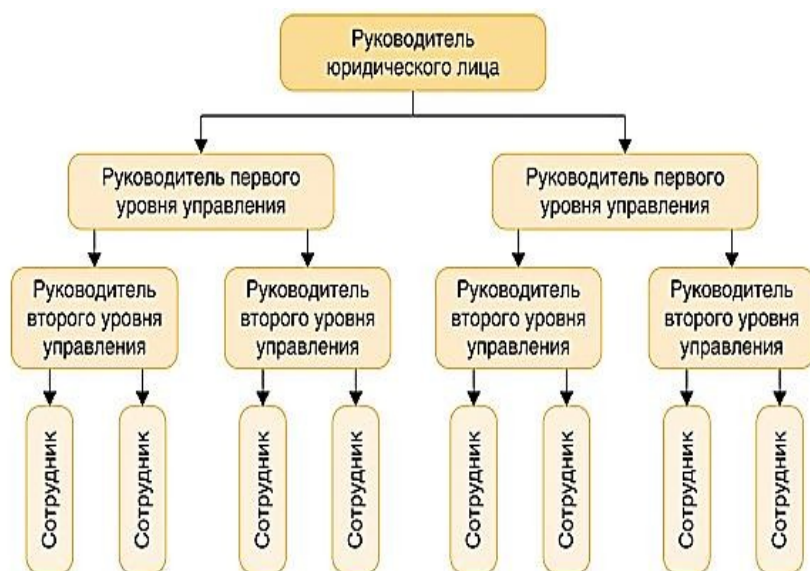 Руководитель
юридического лица
Руководитель первого
уровня управления
Руководитель первого
уровня управления
Руководитель
второго уровня
управления
Руководитель
второго уровня
управления
Руководитель
второго уровня
управления
Руководитель
второго уровня
управления
Сотрудник
Сотрудник
Сотрудник
Сотрудник
Сотрудник
Сотрудник
Сотрудник
Сотрудник